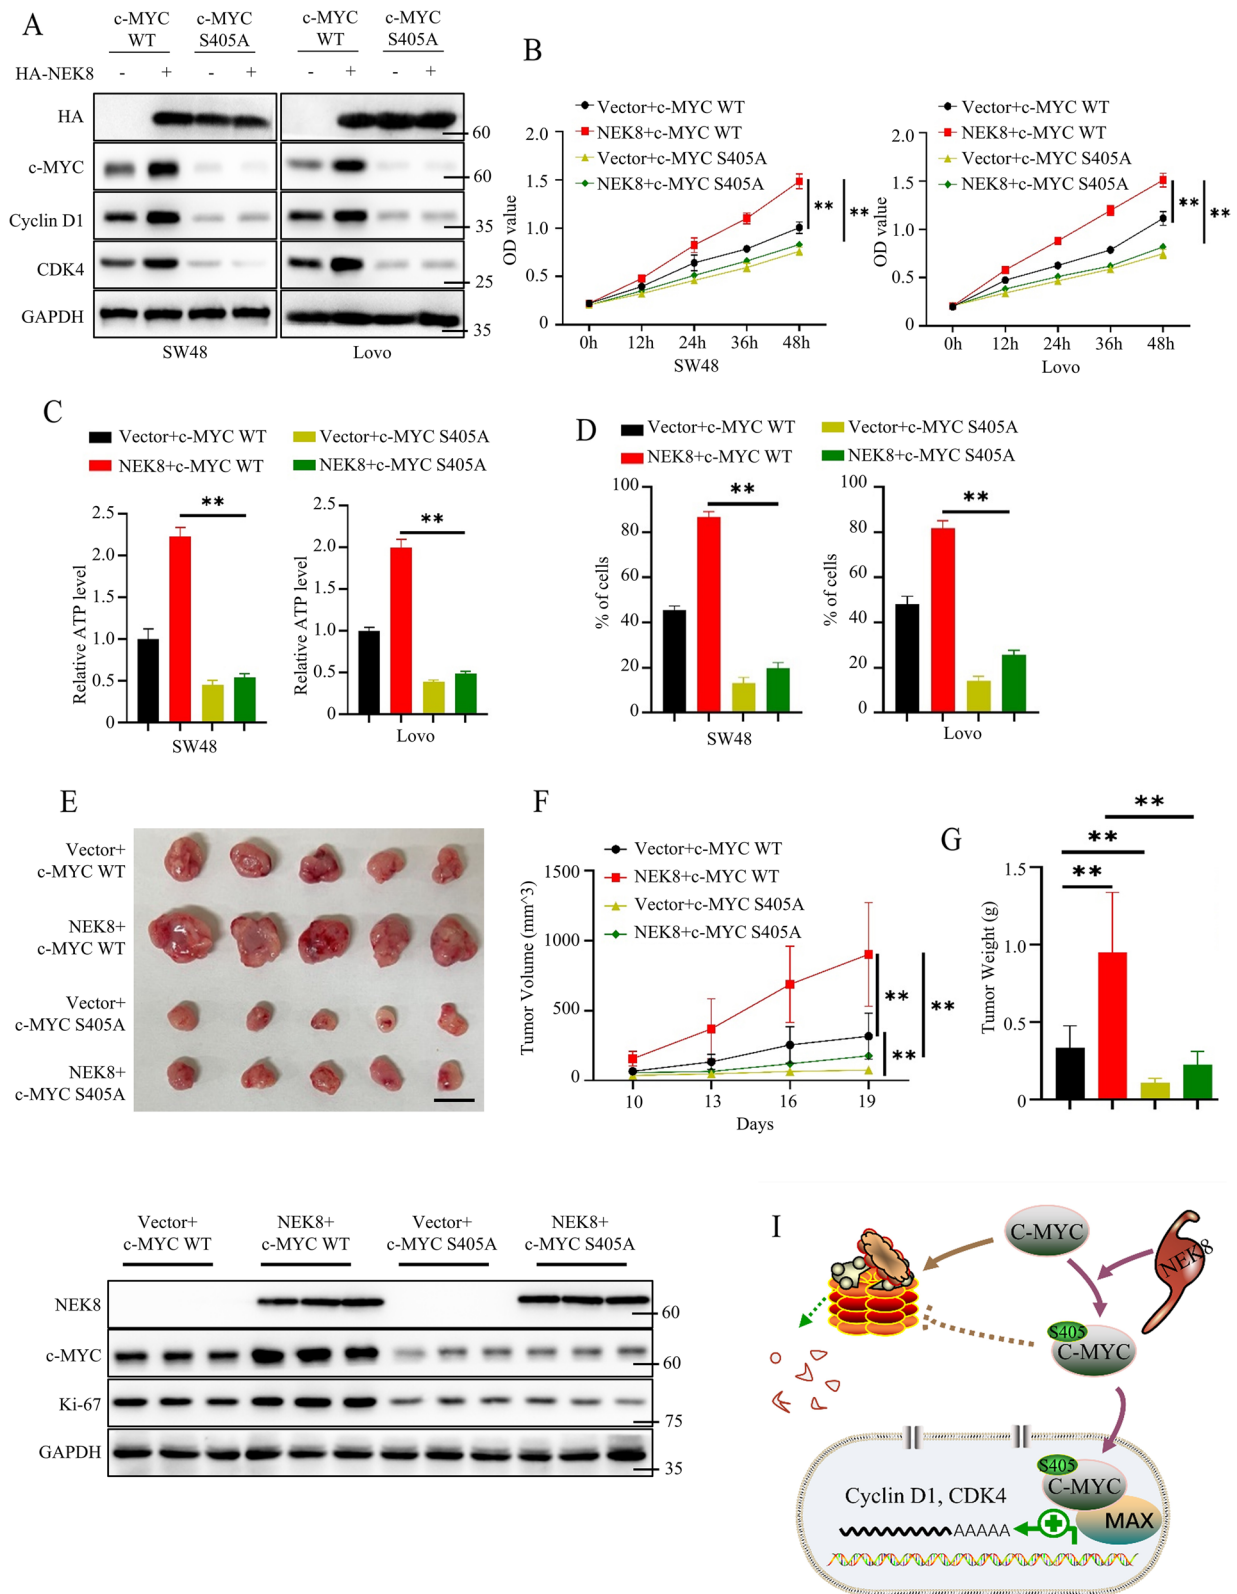 A
c-MYC WT
c-MYC S405A
c-MYC WT
c-MYC S405A
HA-NEK8 - + - + - + - +
HA
60
c-MYC
60
Cyclin D1
35
CDK4
25
GAPDH
35
SW48
Lovo
B
Vector+c-MYC WT
NEK8+c-MYC WT
Vector+c-MYC S405A
NEK8+c-MYC S405A
OD value
2.0
1.5
1.0
0.5
0
** **
0h 12h 24h 36h 48h
SW48
Vector+c-MYC WT
NEK8+c-MYC WT
Vector+c-MYC S405A
NEK8+c-MYC S405A
OD value
2.0
1.5
1.0
0.5
0
** **
0h 12h 24h 36h 48h
Lovo
C
Vector+c-MYC WT
Vector+c-MYC S405A
NEK8+c-MYC WT
NEK8+c-MYC S405A
Relative ATP level
2.5
2.0
1.5
1.0
0.5
0
**
SW48
Relative ATP level
2.5
2.0
1.5
1.0
0.5
0
**
Lovo
D
Vector+c-MYC WT
Vector+c-MYC S405A
NEK8+c-MYC WT
NEK8+c-MYC S405A
% of cells
100
80
60
40
20
0
**
SW48
% of cells
100
80
60
40
20
0
**
Lovo
E
Vector+
c-MYC WT
NEK8+
c-MYC WT
Vector+
c-MYC S405A
NEK8+
c-MYC S405A
F
Vector+c-MYC WT
NEK8+c-MYC WT
Vector+c-MYC S405A
NEK8+c-MYC S405A
Tumor Volume (mm^3)
1500
1000
500
0
** ** **
10 13 16 19
Days
G
**
**
**
Tumor Weight (g)
1.5
1.0
0.5
0
Vector+
c-MYC WT
NEK8+
c-MYC WT
Vector+
c-MYC S405A
NEK8+
c-MYC S405A
NEK8
60
c-MYC
60
Ki-67
75
GAPDH
35
I
C-MYC
NEK8
S405
C-MYC
S405
C-MYC
MAX
Cyclin D1, CDK4
AAAAA